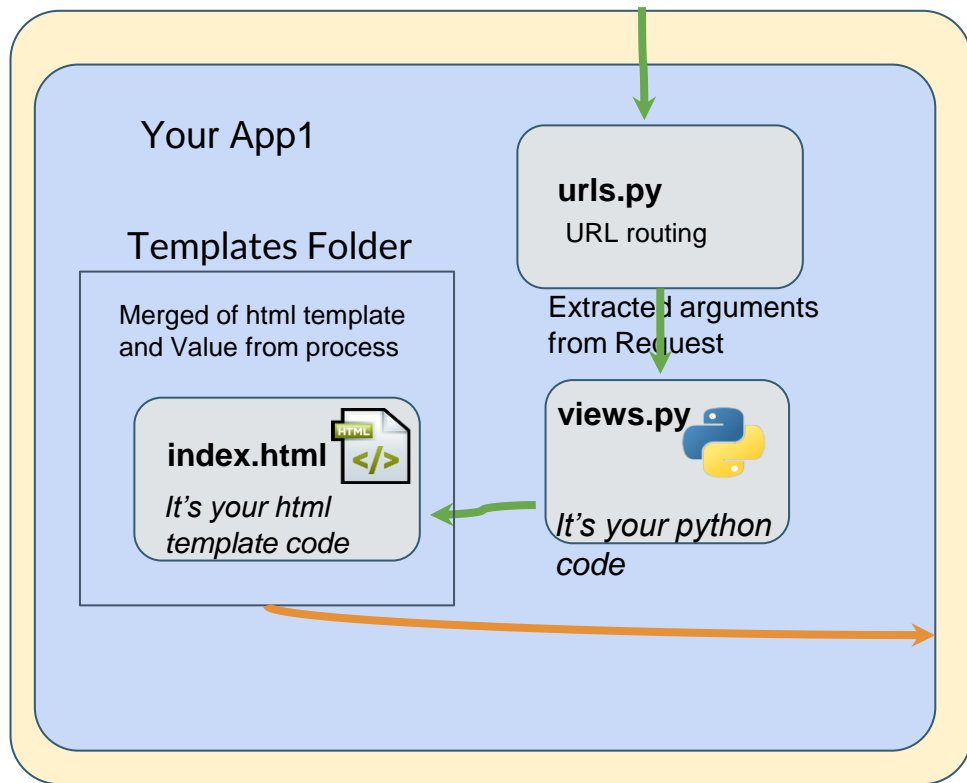 Your App1
urls.py
URL routing
Templates Folder
Merged of html template
and Value from process
Extracted arguments
from Request
views.py
HTML
</>
index.html
It's your html
template code
It's your python
code